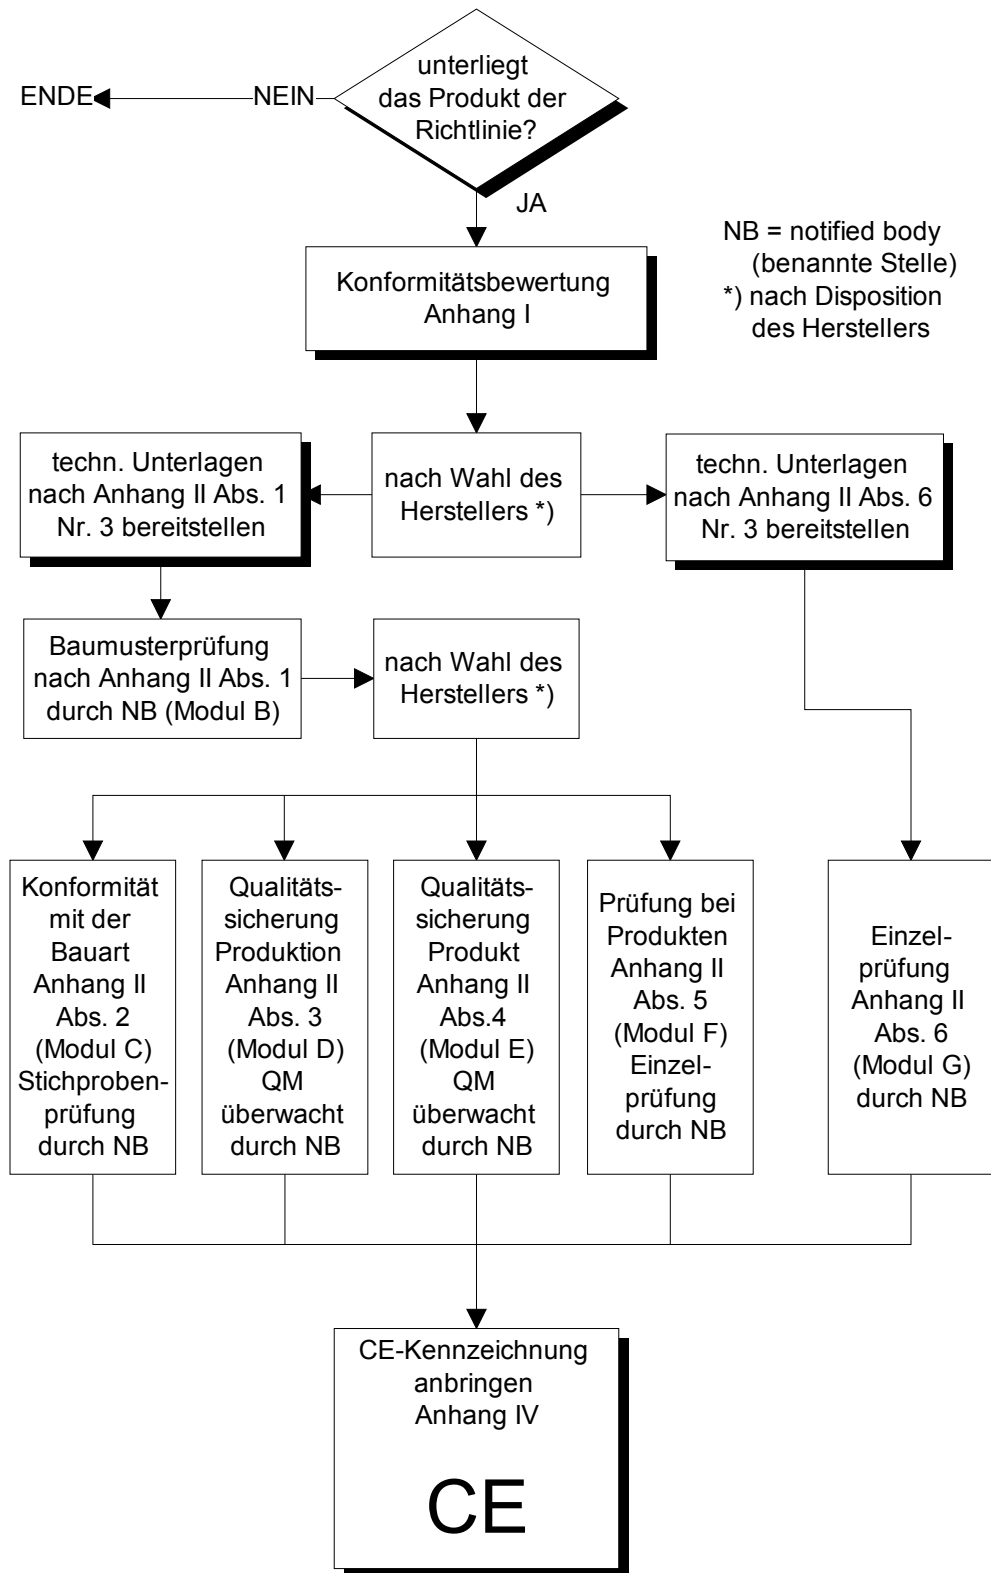 unterliegt
das Produkt der
Richtlinie?
ENDE
NEIN
JA
NB = notified body
(benannte Stelle)
*) nach Disposition
des Herstellers
Konformitätsbewertung
Anhang I
techn. Unterlagen
nach Anhang II Abs. 1
Nr. 3 bereitstellen
nach Wahl des
Herstellers *)
techn. Unterlagen
nach Anhang II Abs. 6
Nr. 3 bereitstellen
Baumusterprüfung
nach Anhang II Abs. 1
durch NB (Modul B)
nach Wahl des
Herstellers *)
Konformität
mit der
Bauart
Anhang II
Abs. 2
(Modul C)
Stichproben-
prüfung
durch NB
Qualitäts-
sicherung
Produktion
Anhang II
Abs. 3
(Modul D)
QM
überwacht
durch NB
Qualitäts-
sicherung
Produkt
Anhang II
Abs.4
(Modul E)
QM
überwacht
durch NB
Prüfung bei
Produkten
Anhang II
Abs. 5
(Modul F)
Einzel-
prüfung
durch NB
Einzel-
prüfung
Anhang II
Abs. 6
(Modul G)
durch NB
CE-Kennzeichnung
anbringen
Anhang IV
CE